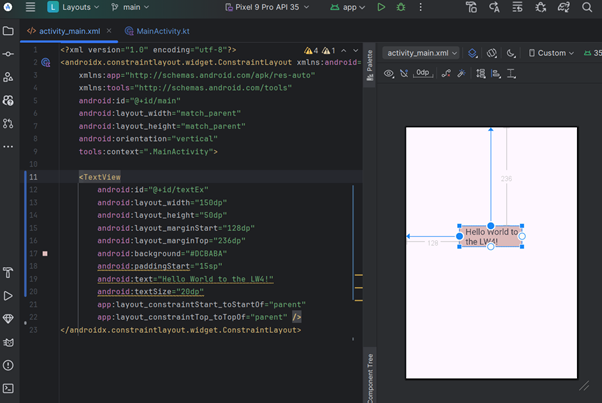 L Layouts main Pixel 9 Pro API 35 app
activity_main.xml MainActivity.kt
1 <?xml version="1.0" encoding="utf-8"?> 4 1
2 <androidx.constraintlayout.widget.ConstraintLayout xmlns:android=
3 xmlns:app="http://schemas.android.com/apk/res-auto"
4 xmlns:tools="http://schemas.android.com/tools"
5 android:id="@+id/main"
6 android:layout_width="match_parent"
7 android:layout_height="match_parent"
8 android:orientation="vertical"
9 tools:context=".MainActivity">
10
11 <TextView
12 android:id="@+id/textEx"
13 android:layout_width="150dp"
14 android:layout_height="50dp"
15 android:layout_marginStart="128dp"
16 android:layout_marginTop="236dp"
17 android:background="#DCBABA"
18 android:paddingStart="15sp"
19 android:text="Hello World to the LW4!"
20 android:textSize="20dp"
21 app:layout_constraintStart_toStartOf="parent"
22 app:layout_constraintTop_toTopOf="parent" />
23 </androidx.constraintlayout.widget.ConstraintLayout>
Palette
Component Tree
activity_main.xml Custom 35
0dp
236
128
Hello World to
the LW4!